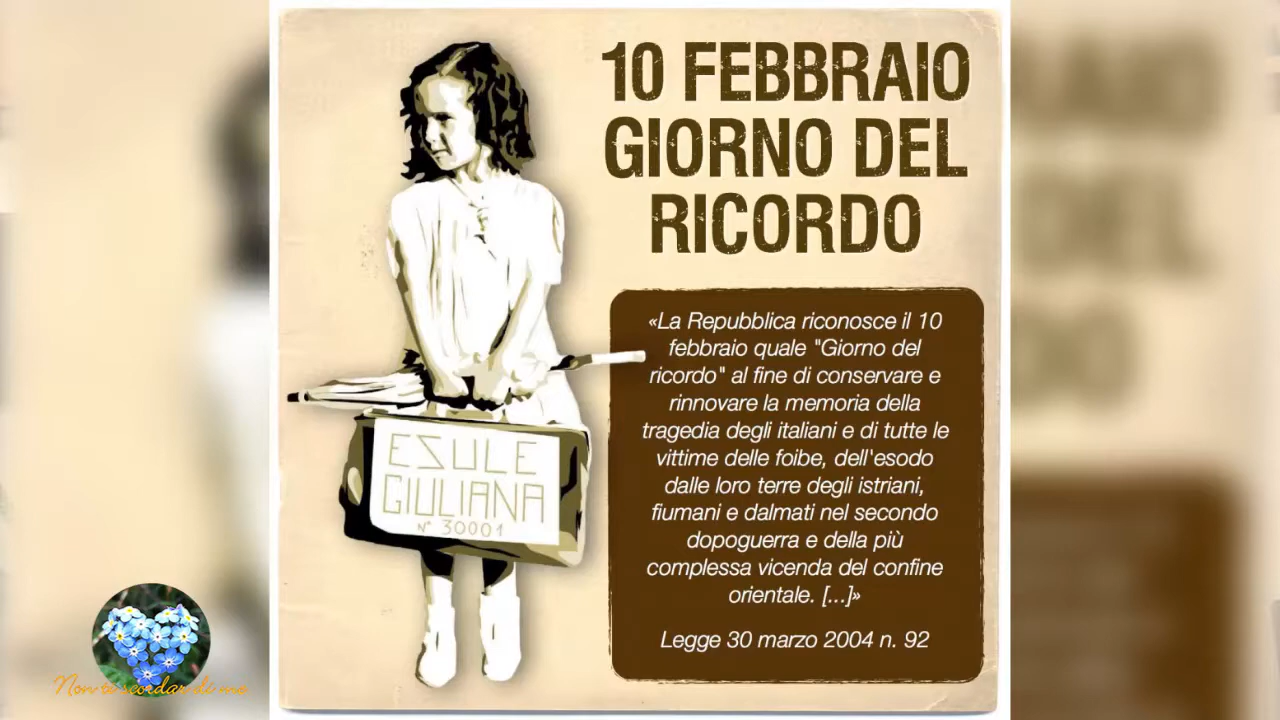 10 FEBBRAIO
GIORNO DEL
RICORDO
«La Repubblica riconosce il 10
febbraio quale "Giorno del
ricordo" al fine di conservare e
rinnovare la memoria della
tragedia degli italiani e di tutte le
vittime delle foibe, dell'esodo
dalle loro terre degli istriani,
fiumani e dalmati nel secondo
dopoguerra e della più
complessa vicenda del confine
orientale. [...]»
Legge 30 marzo 2004 n. 92
ESULE
GIULIANA
N° 30001
Non ti scordar di me